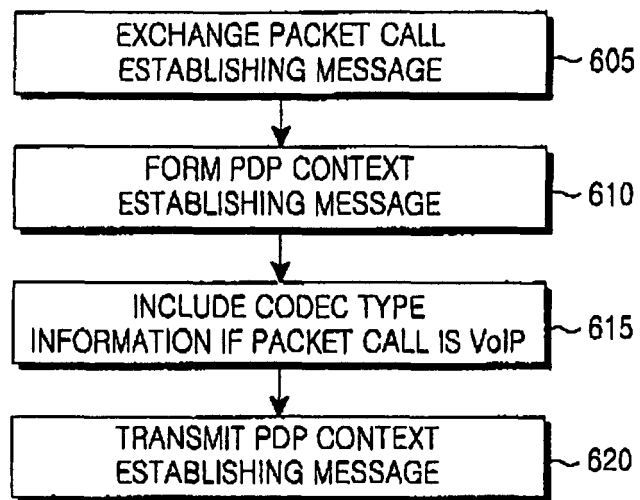 EXCHANGE PACKET CALL
ESTABLISHING MESSAGE
605
FORM PDP CONTEXT
ESTABLISHING MESSAGE
610
INCLUDE CODEC TYPE
INFORMATION IF PACKET CALL IS VoIP
615
TRANSMIT PDP CONTEXT
ESTABLISHING MESSAGE
620